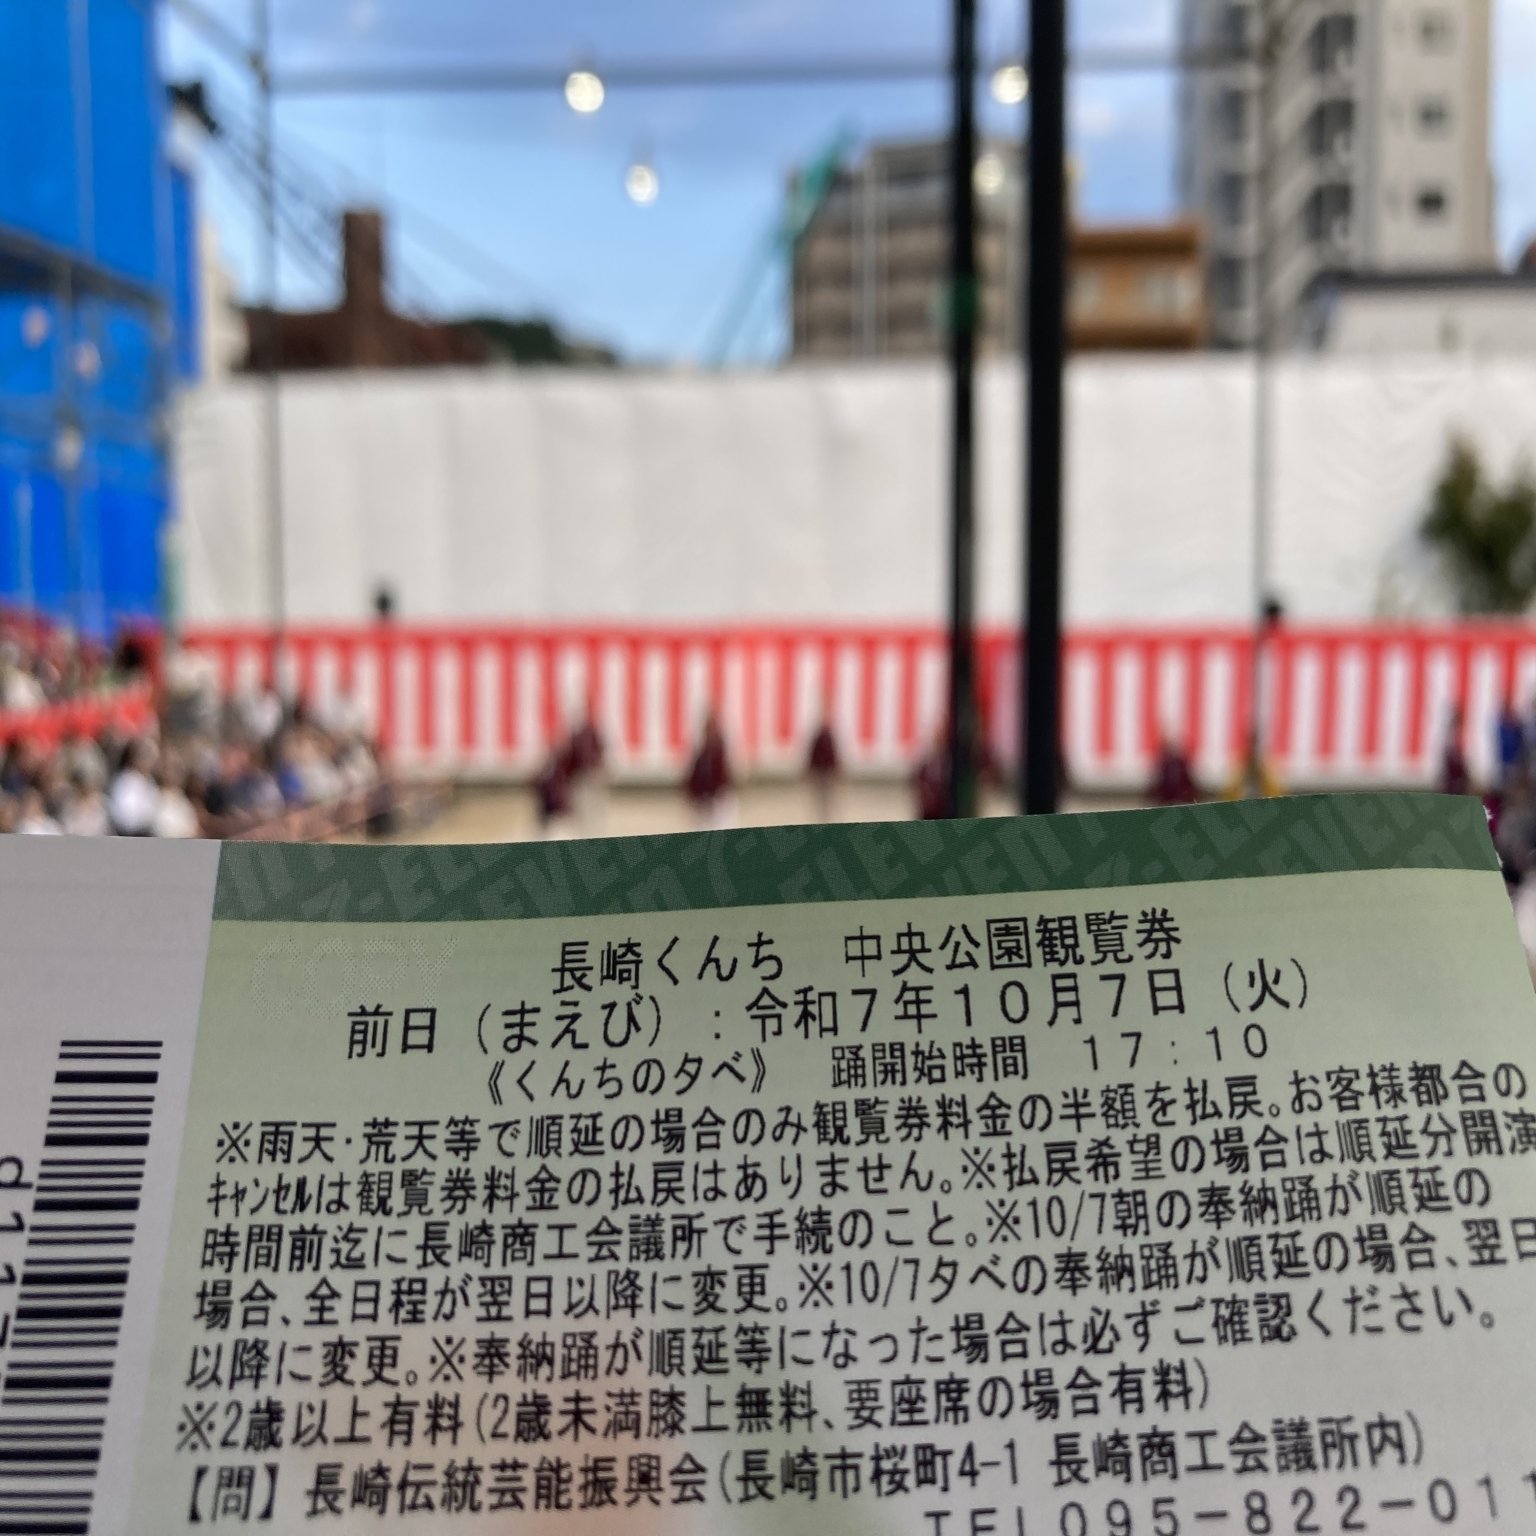 長崎くんち 中央公園観覧券
前日(まえび):令和7年10月7日(火)
《くんちの夕べ》 踊開始時間 17:10
※雨天・荒天等で順延の場合のみ観覧券料金の半額を払戻。お客様都合の
キャンセルは観覧券料金の払戻はありません。※払戻希望の場合は順延分開演
時間前迄に長崎商工会議所で手続のこと。※10/7朝の奉納踊が順延の
場合、全日程が翌日以降に変更。※10/7夕べの奉納踊が順延の場合、翌日
以降に変更。※奉納踊が順延等になった場合は必ずご確認ください。
※2歳以上有料(2歳未満膝上無料、要座席の場合有料)
【問】長崎伝統芸能振興会(長崎市桜町4-1 長崎商工会議所内)
TEL095-822-011